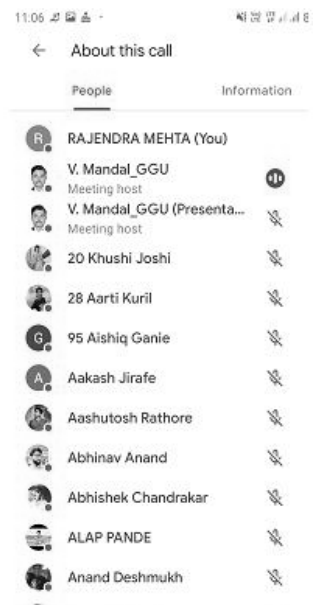 11:06
About this call
People Information
R RAJENDRA MEHTA (You)
V. Mandal_GGU
Meeting host
V. Mandal_GGU (Presenta...
Meeting host
20 Khushi Joshi
28 Aarti Kuril
G 95 Aishiq Ganie
A Aakash Jirafe
Aashutosh Rathore
Abhinav Anand
Abhishek Chandrakar
ALAP PANDE
Anand Deshmukh